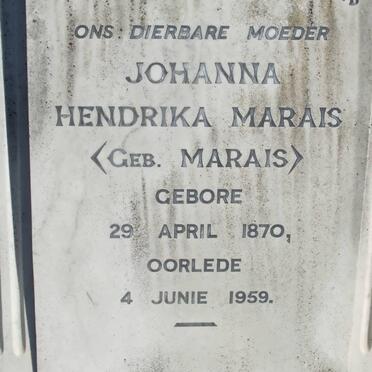 ONS DIERBARE MOEDER
JOHANNA
HENDRIKA MARAIS
(GEB. MARAIS)
GEBORE
29 APRIL 1870,
OORLEDE
4 JUNIE 1959.